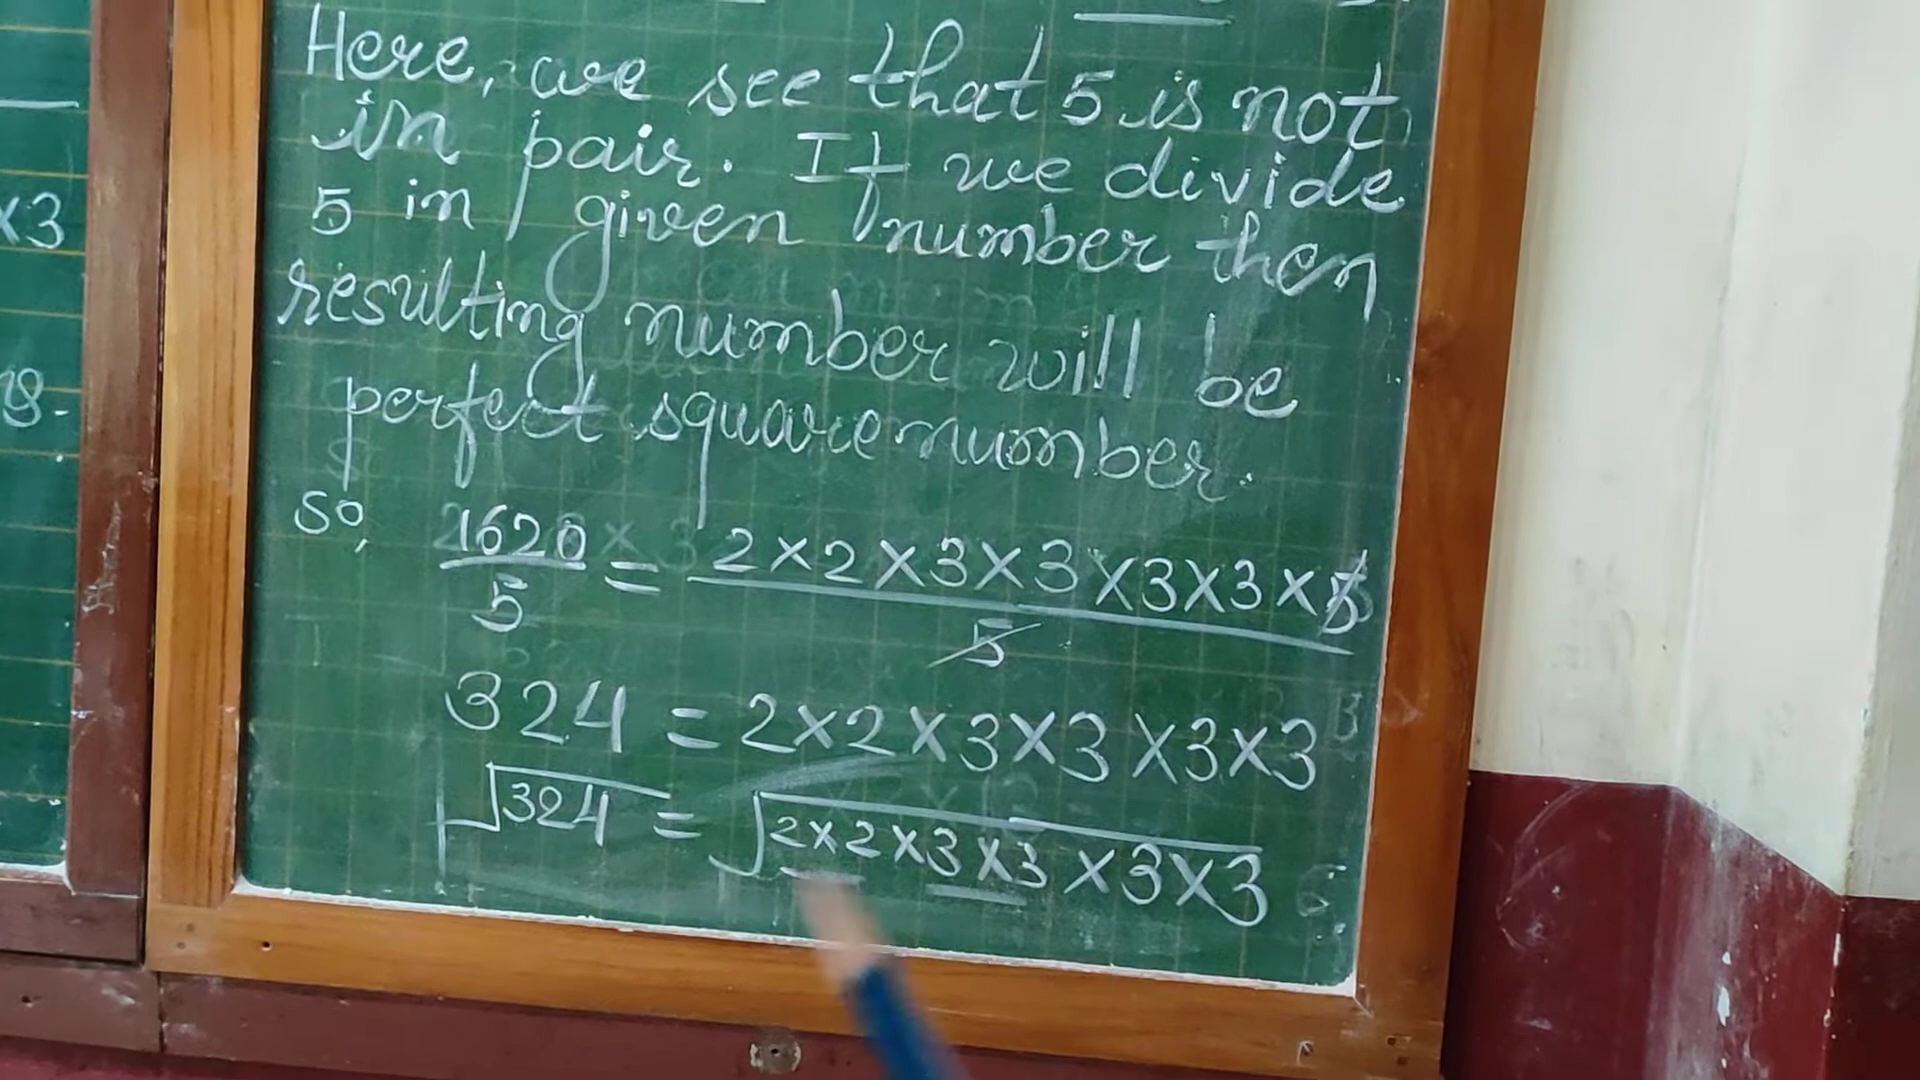 Here, we see that 5 is not
in pair. If we divide
5 in given number then
resulting number will be
perfect square number.
So, 1620/5 = 2×2×3×3×3×3×5/5
324 = 2×2×3×3×3×3
√324 = √2×2×3×3×3×3
×3
18.